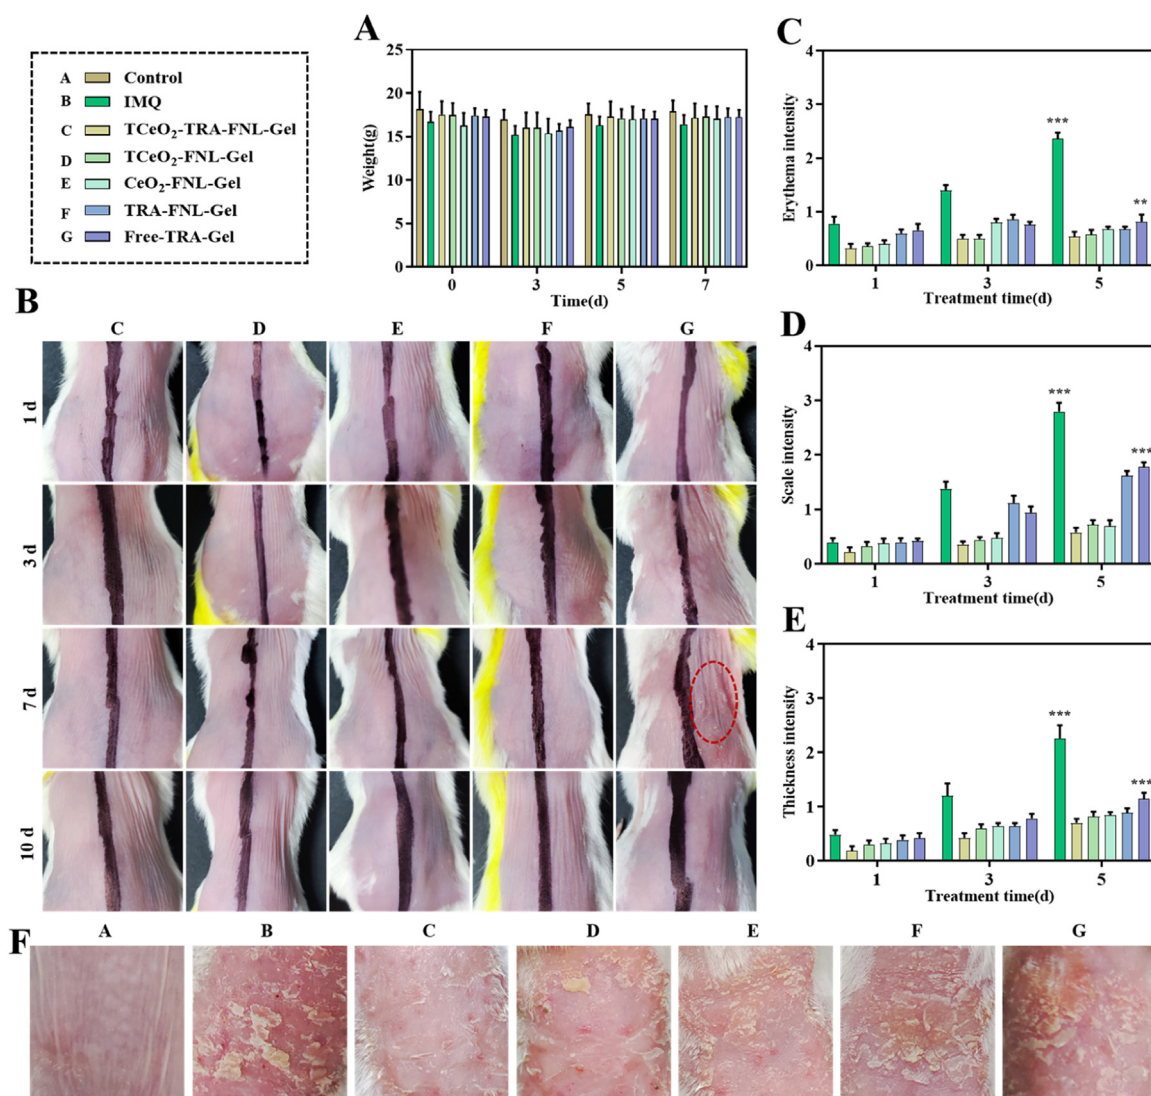 A Control
B IMQ
C TCeO₂-TRA-FNL-Gel
D TCeO₂-FNL-Gel
E CeO₂-FNL-Gel
F TRA-FNL-Gel
G Free-TRA-Gel
A
25
20
15
10
5
0
Weight(g)
0 3 5 7
Time(d)
C
4
3
2
1
0
Erythema intensity
***
**
1 3 5
Treatment time(d)
B
C D E F G
1 d
3 d
7 d
10 d
D
4
3
2
1
0
Scale intensity
***
***
1 3 5
Treatment time(d)
E
4
3
2
1
0
Thickness intensity
***
***
1 3 5
Treatment time(d)
F
A B C D E F G